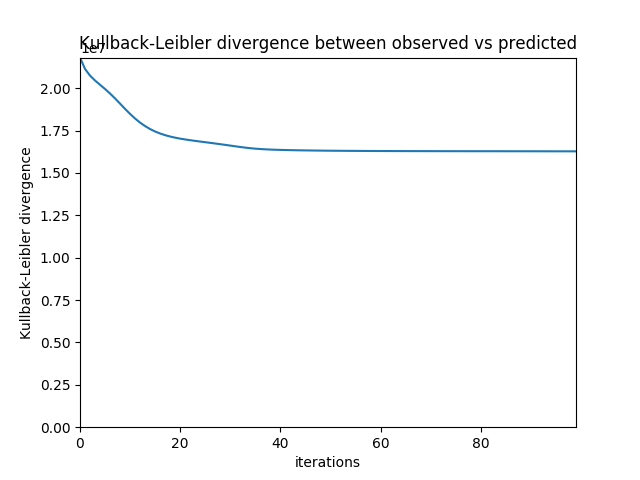 Kullback-Leibler divergence between observed vs predicted
1e7
2.00
1.75
1.50
1.25
1.00
0.75
0.50
0.25
0.00
Kullback-Leibler divergence
0 20 40 60 80
iterations